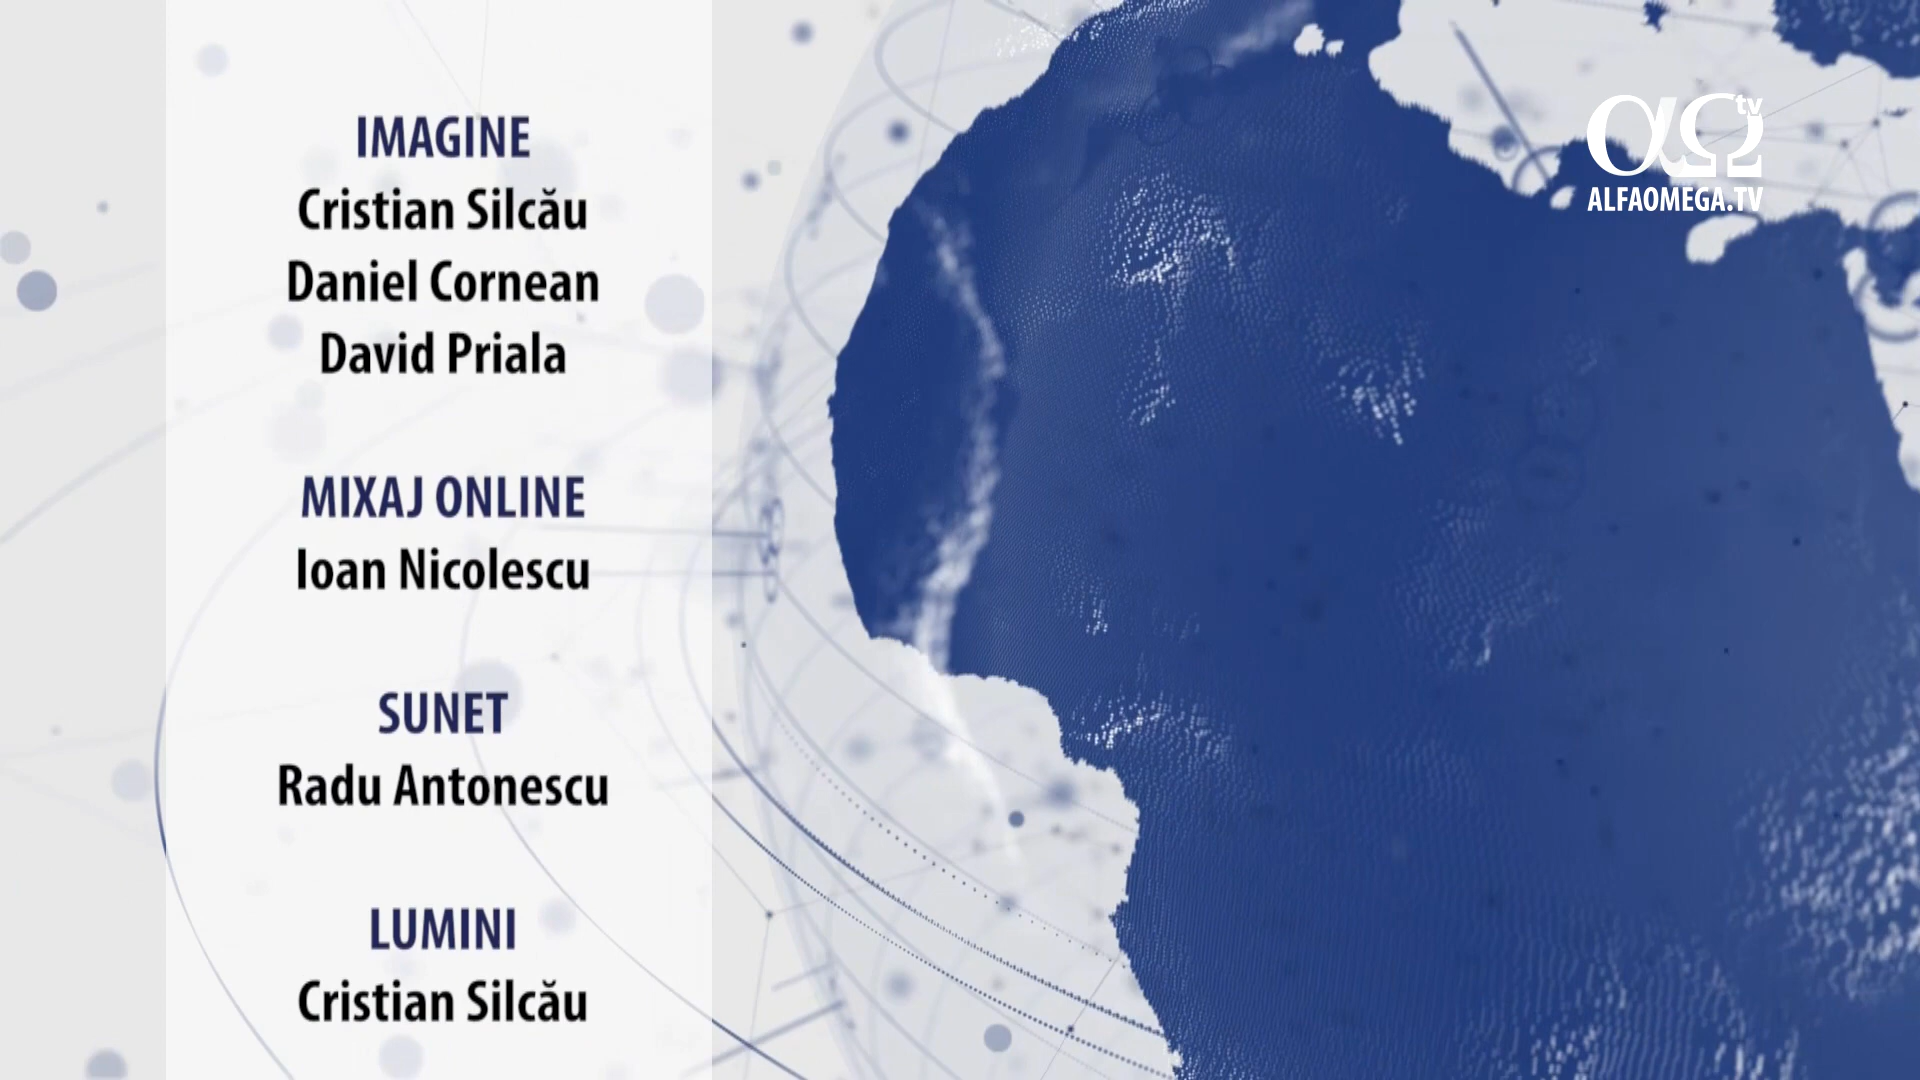 IMAGINE
Cristian Silcău
Daniel Cornean
David Priala
MIXAJ ONLINE
Ioan Nicolescu
SUNET
Radu Antonescu
LUMINI
Cristian Silcău
αΩ tv
ALFAOMEGA.TV